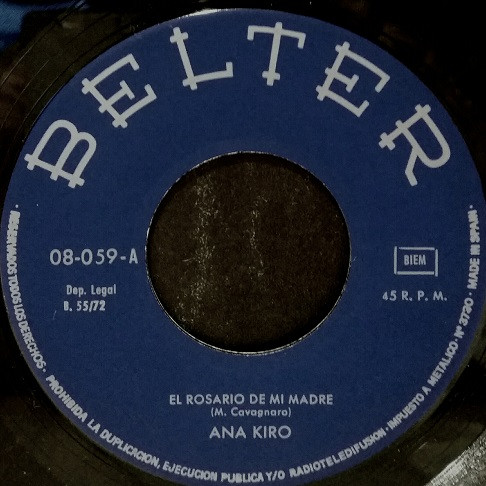 BELTER
08-059-A
Dep. Legal
B. 55/72
BIEM
45 R. P. M.
EL ROSARIO DE MI MADRE
(M. Cavagnaro)
ANA KIRO
· RESERVADOS TODOS LOS DERECHOS · PROHIBIDA LA DUPLICACION, EJECUCION PUBLICA Y/O RADIOTELEDIFUSION · IMPUESTO A METALICO · Nº 3730 · MADE IN SPAIN ·